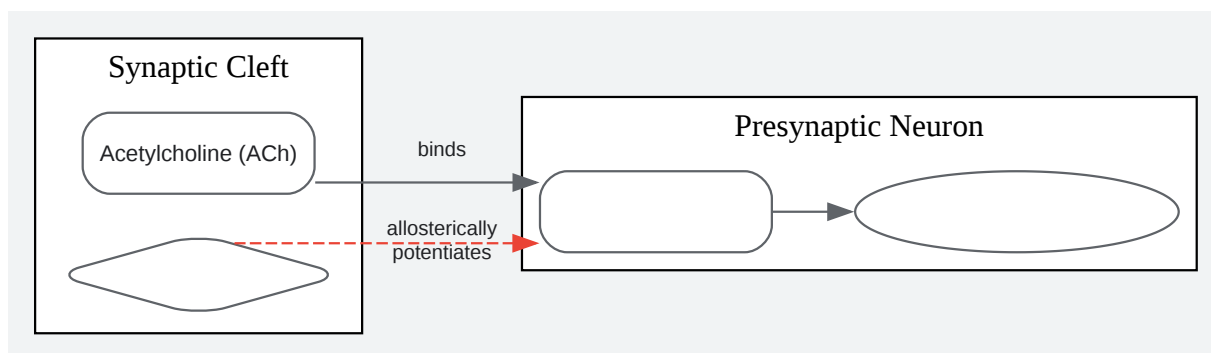 Synaptic Cleft
Acetylcholine (ACh)
binds
allosterically
potentiates
Presynaptic Neuron